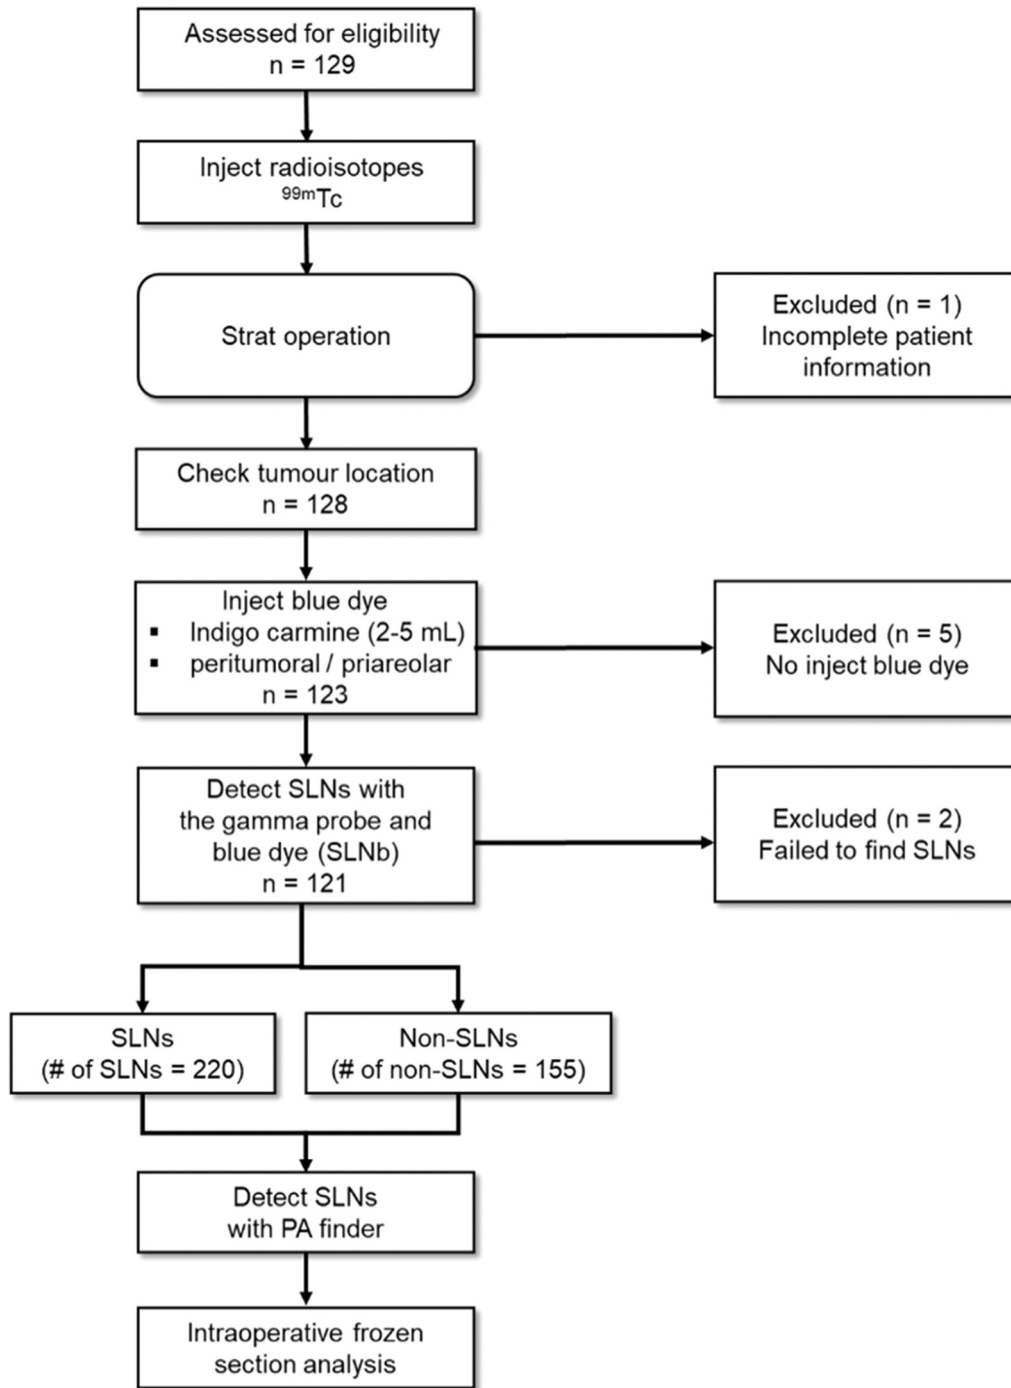 Assessed for eligibility
n = 129
Inject radioisotopes
99mTc
Strat operation
Excluded (n = 1)
Incomplete patient
information
Check tumour location
n = 128
Inject blue dye
▪ Indigo carmine (2-5 mL)
▪ peritumoral / priareolar
n = 123
Excluded (n = 5)
No inject blue dye
Detect SLNs with
the gamma probe and
blue dye (SLNb)
n = 121
Excluded (n = 2)
Failed to find SLNs
SLNs
(# of SLNs = 220)
Non-SLNs
(# of non-SLNs = 155)
Detect SLNs
with PA finder
Intraoperative frozen
section analysis